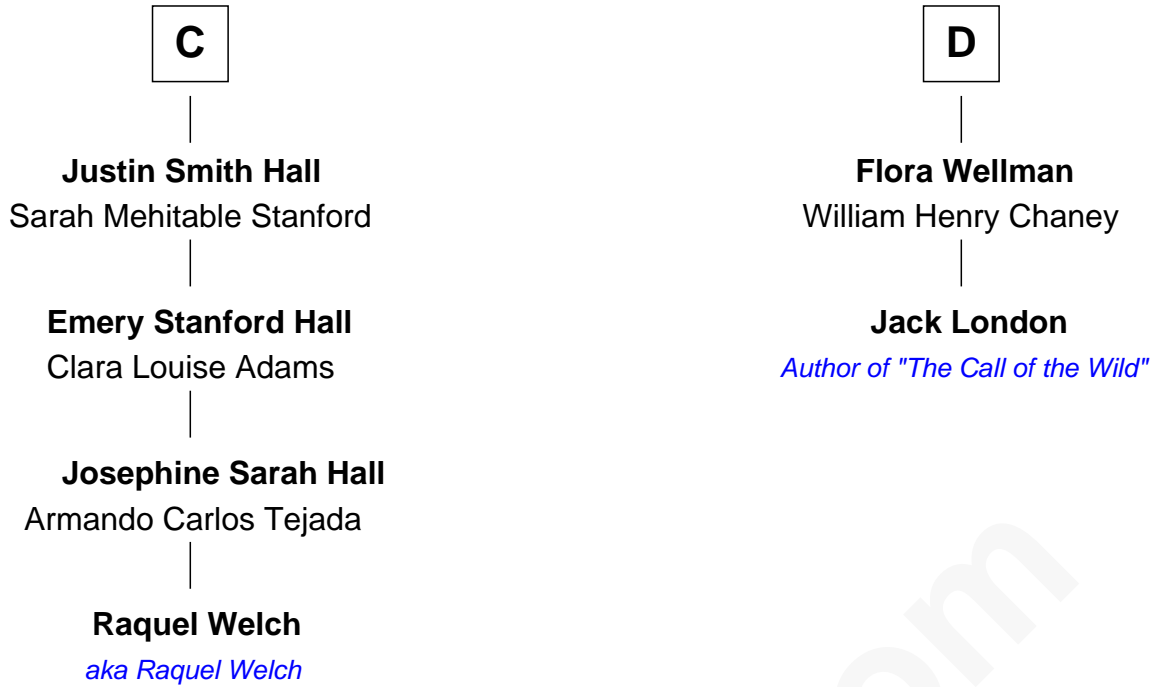 C
Justin Smith Hall
Sarah Mehitable Stanford
Emery Stanford Hall
Clara Louise Adams
Josephine Sarah Hall
Armando Carlos Tejada
Raquel Welch
aka Raquel Welch
D
Flora Wellman
William Henry Chaney
Jack London
Author of "The Call of the Wild"
om